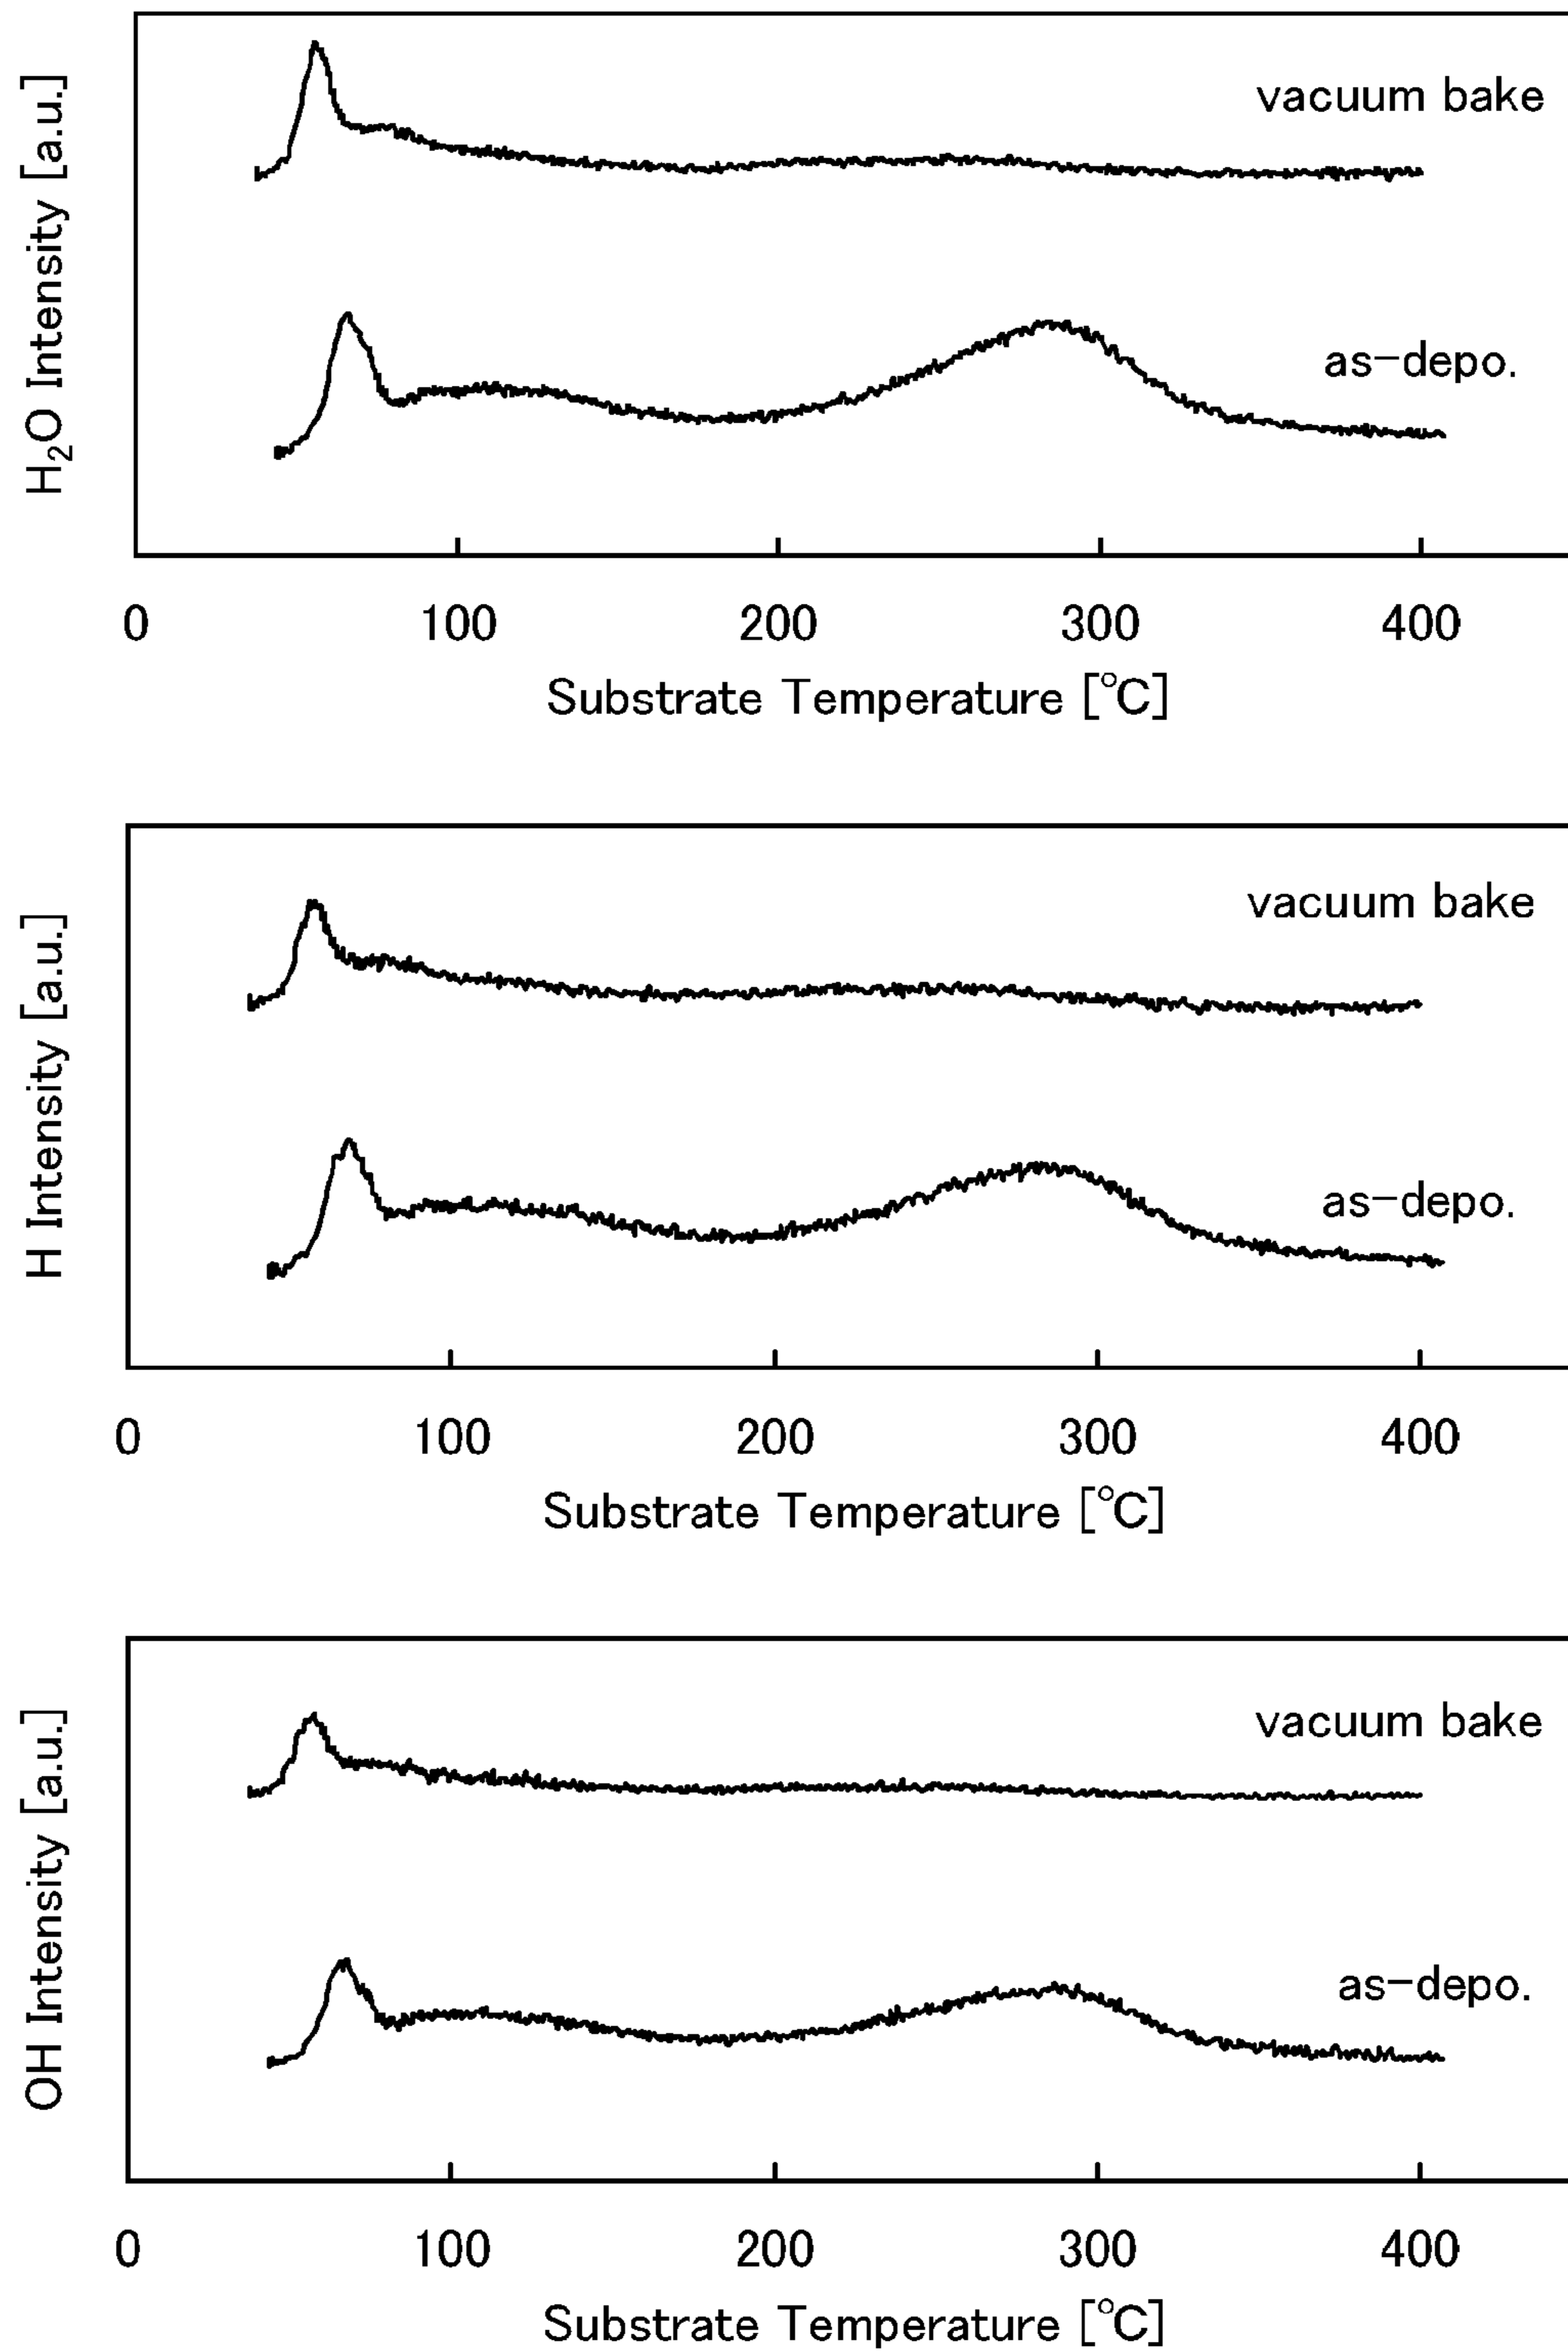 H₂O Intensity [a.u.]
vacuum bake
as-depo.
0 100 200 300 400
Substrate Temperature [°C]
H Intensity [a.u.]
vacuum bake
as-depo.
0 100 200 300 400
Substrate Temperature [°C]
OH Intensity [a.u.]
vacuum bake
as-depo.
0 100 200 300 400
Substrate Temperature [°C]